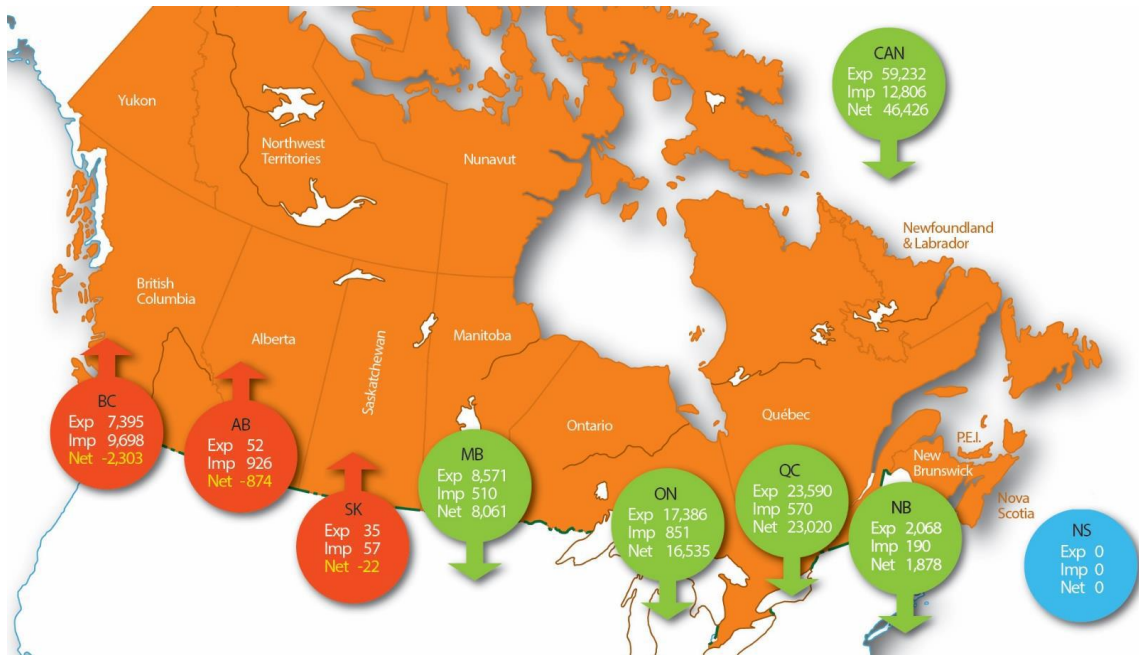 CAN
Exp 59,232
Imp 12,806
Net 46,426
Yukon
Northwest
Territories
Nunavut
Newfoundland
& Labrador
British
Columbia
Alberta
Saskatchewan
Manitoba
Ontario
Québec
P.E.I.
New
Brunswick
Nova
Scotia
BC
Exp 7,395
Imp 9,698
Net -2,303
AB
Exp 52
Imp 926
Net -874
SK
Exp 35
Imp 57
Net -22
MB
Exp 8,571
Imp 510
Net 8,061
ON
Exp 17,386
Imp 851
Net 16,535
QC
Exp 23,590
Imp 570
Net 23,020
NB
Exp 2,068
Imp 190
Net 1,878
NS
Exp 0
Imp 0
Net 0